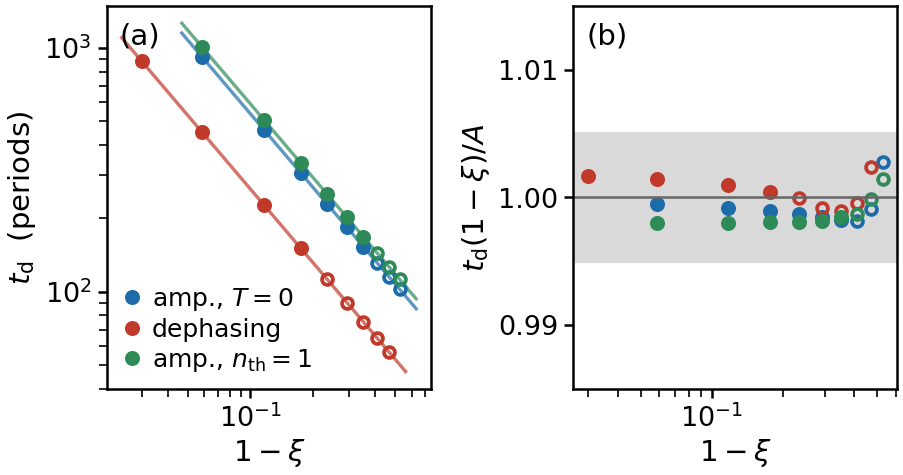 (a)
10³
10²
t_d (periods)
amp., T = 0
dephasing
amp., n_th = 1
10⁻¹
1 − ξ
(b)
1.01
1.00
0.99
t_d(1 − ξ)/A
10⁻¹
1 − ξ